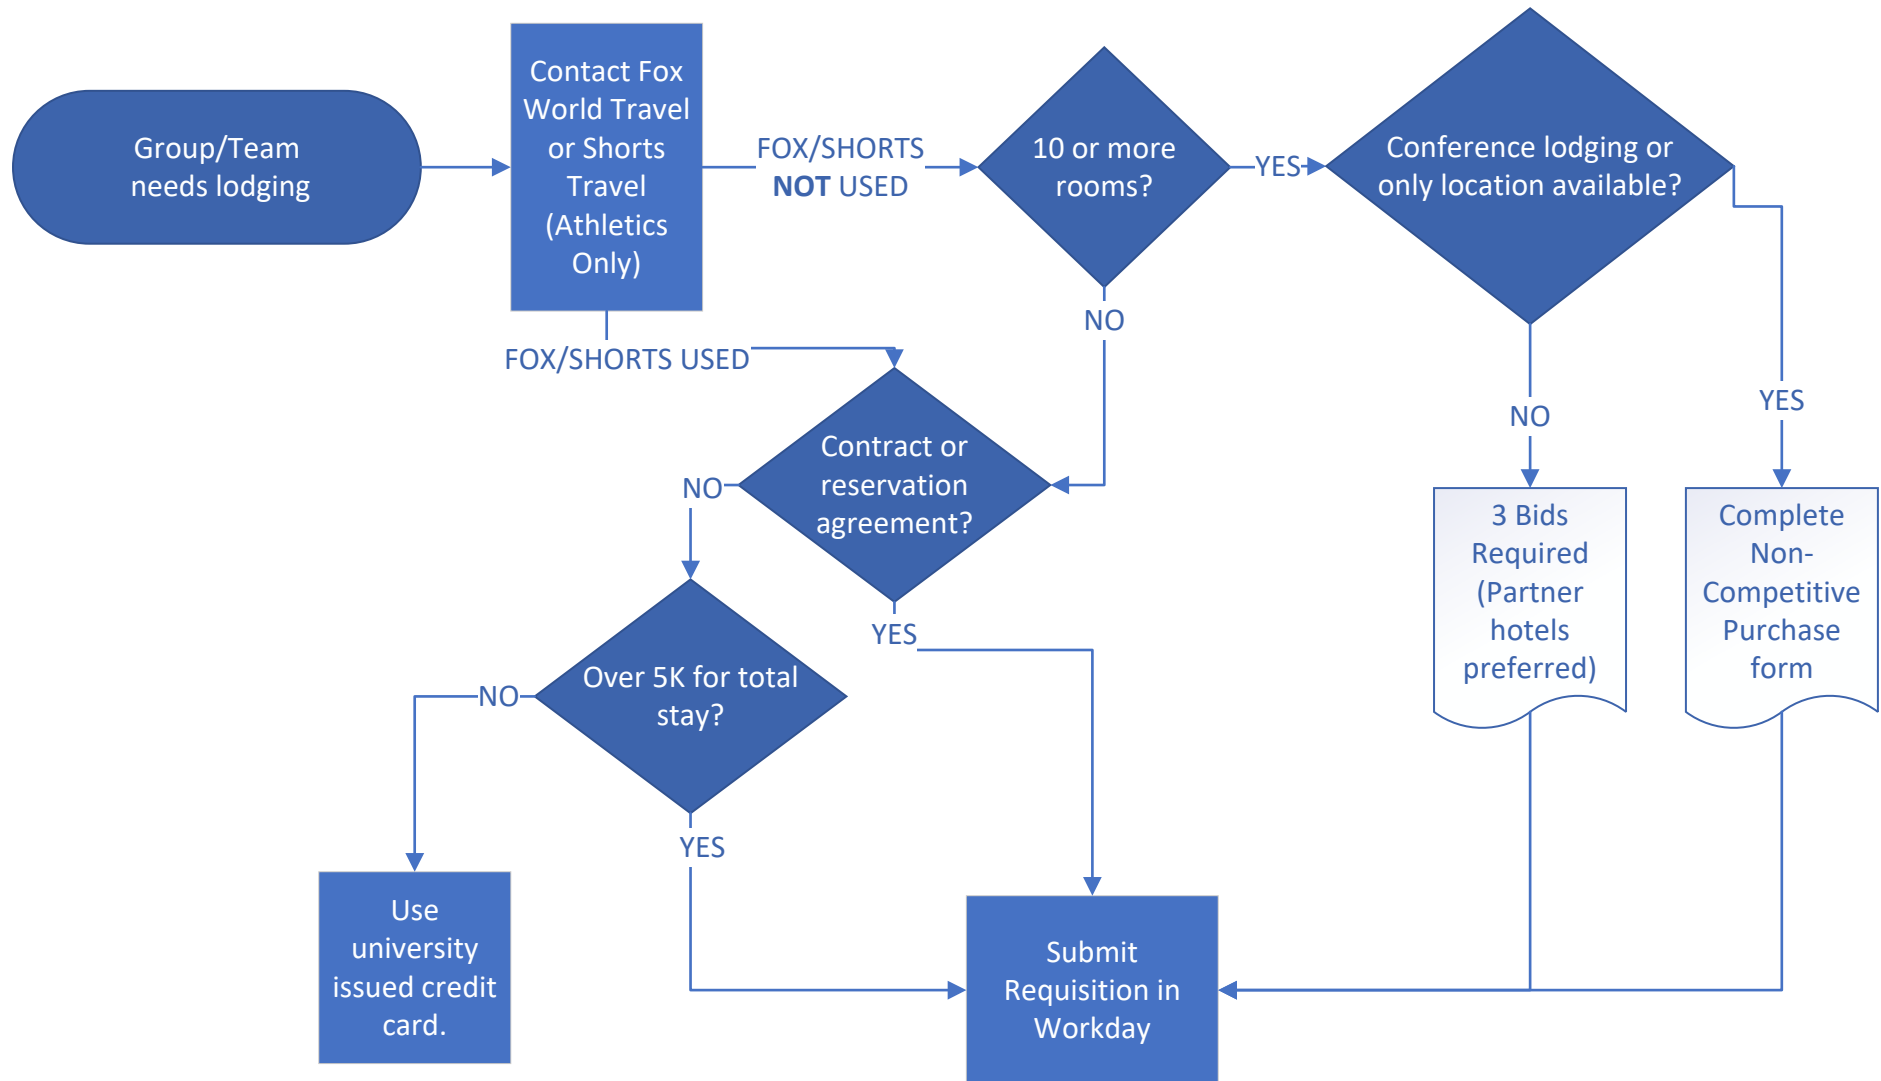 Group/Team
needs lodging
Contact Fox
World Travel
or Shorts
Travel
(Athletics
Only)
FOX/SHORTS
NOT USED
10 or more
rooms?
YES
Conference lodging or
only location available?
NO
FOX/SHORTS USED
NO
YES
Contract or
reservation
agreement?
NO
YES
3 Bids
Required
(Partner
hotels
preferred)
Complete
Non-
Competitive
Purchase
form
Over 5K for total
stay?
NO
YES
Use
university
issued credit
card.
Submit
Requisition in
Workday